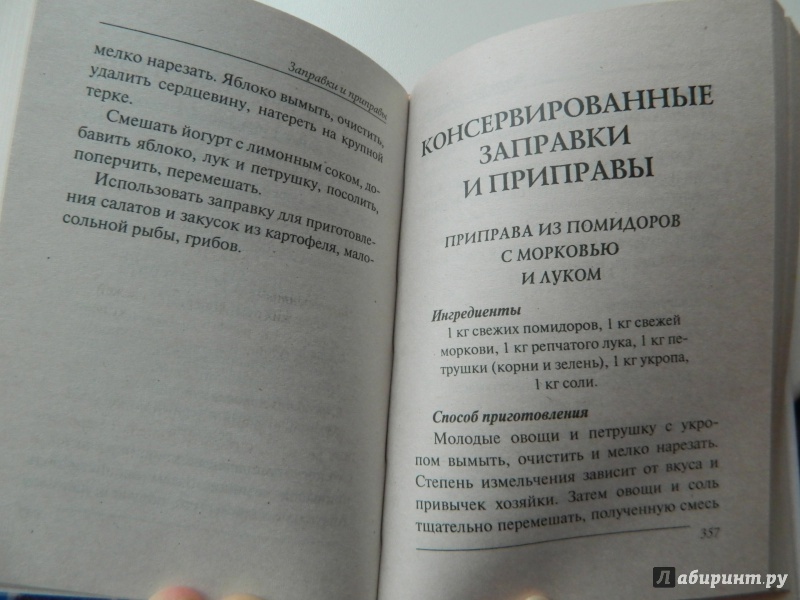 Заправки и приправы
мелко нарезать. Яблоко вымыть, очистить,
удалить сердцевину, натереть на крупной
терке.
Смешать йогурт с лимонным соком, до-
бавить яблоко, лук и петрушку, посолить,
поперчить, перемешать.
Использовать заправку для приготовле-
ния салатов и закусок из картофеля, мало-
сольной рыбы, грибов.
КОНСЕРВИРОВАННЫЕ
ЗАПРАВКИ
И ПРИПРАВЫ
ПРИПРАВА ИЗ ПОМИДОРОВ
С МОРКОВЬЮ
И ЛУКОМ
Ингредиенты
1 кг свежих помидоров, 1 кг свежей
моркови, 1 кг репчатого лука, 1 кг пе-
трушки (корни и зелень), 1 кг укропа,
1 кг соли.
Способ приготовления
Молодые овощи и петрушку с укро-
пом вымыть, очистить и мелко нарезать.
Степень измельчения зависит от вкуса и
привычек хозяйки. Затем овощи и соль
тщательно перемешать, полученную смесь
357
Лабиринт.ру